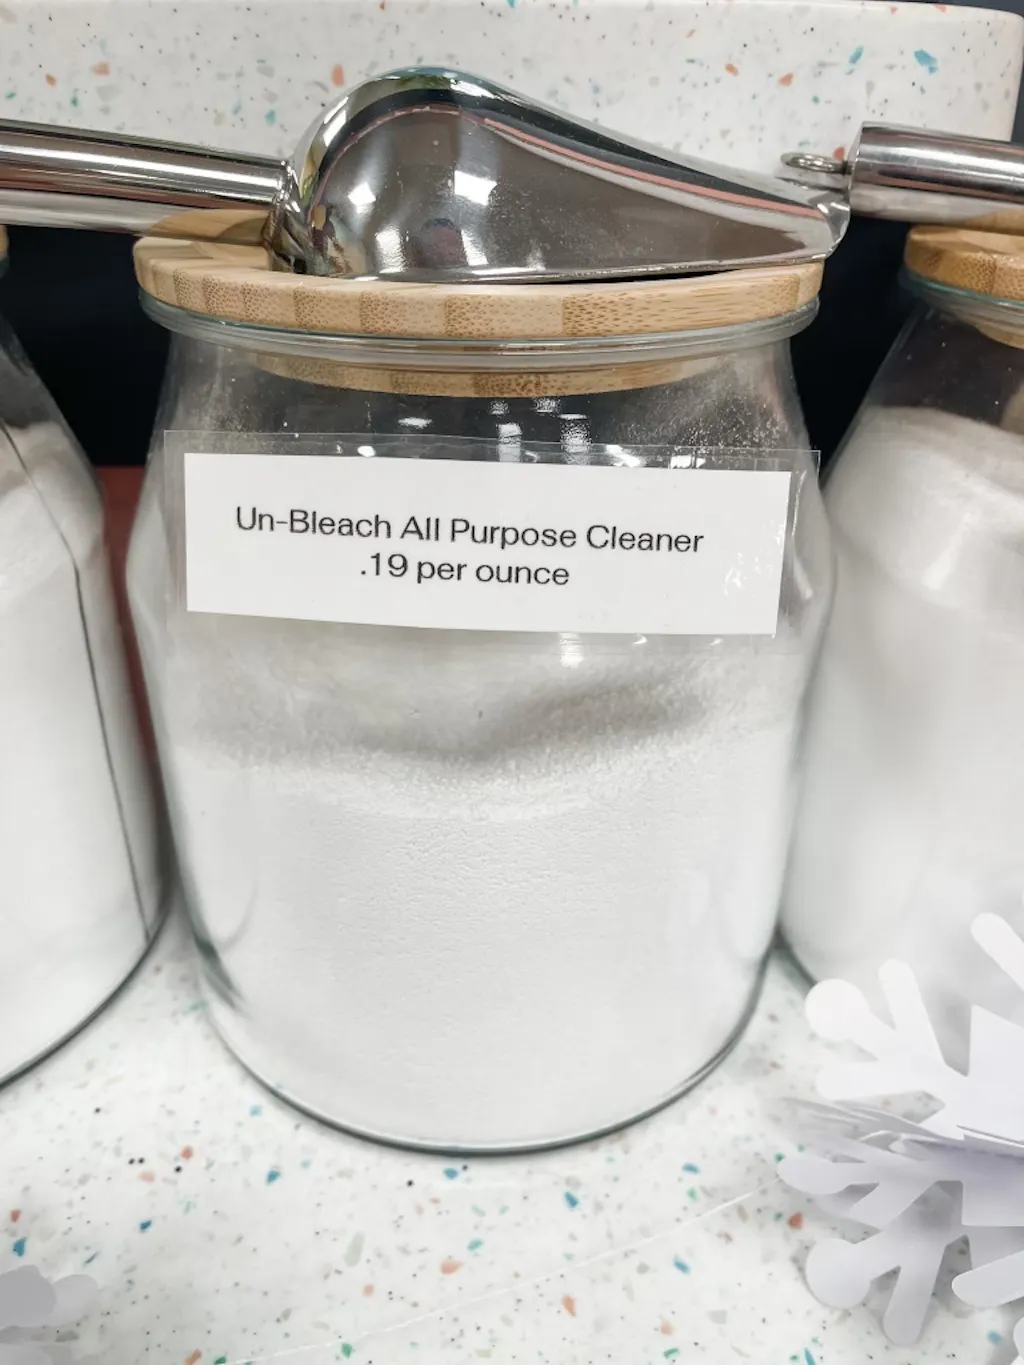 Un-Bleach All Purpose Cleaner
.19 per ounce